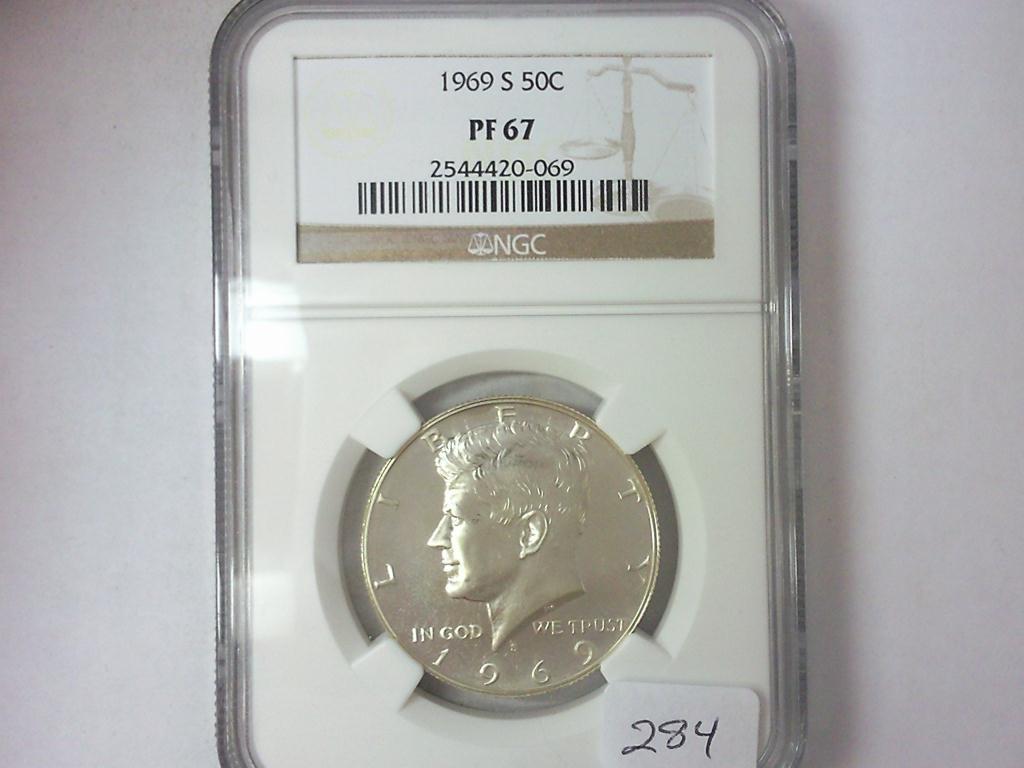 1969 S 50C
PF 67
2544420-069
NGC
LIBERTY
IN GOD WE TRUST
S
1969
284